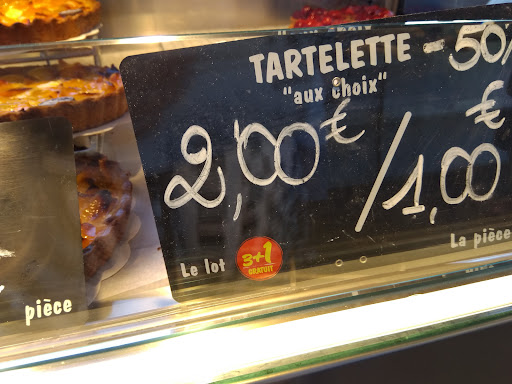 TARTELETTE - 50%
"aux choix"
2,00€ /1,00€
La pièce
Le lot 3+1
GRATUIT
pièce